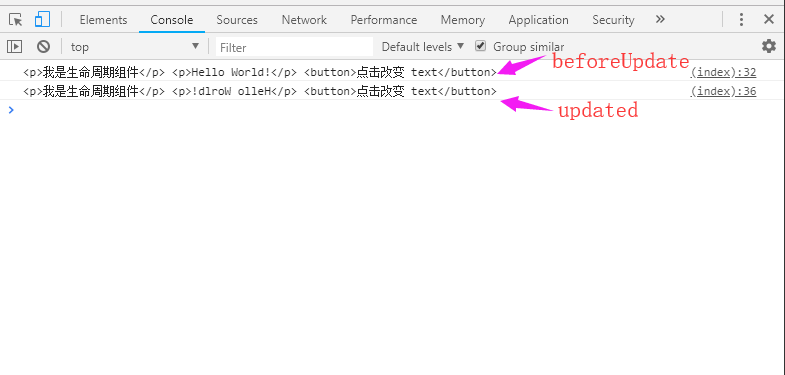 Elements Console Sources Network Performance Memory Application Security »
top Filter Default levels Group similar
<p>我是生命周期组件</p> <p>Hello World!</p> <button>点击改变 text</button> (index):32
beforeUpdate
<p>我是生命周期组件</p> <p>!dlroW olleH</p> <button>点击改变 text</button> (index):36
updated